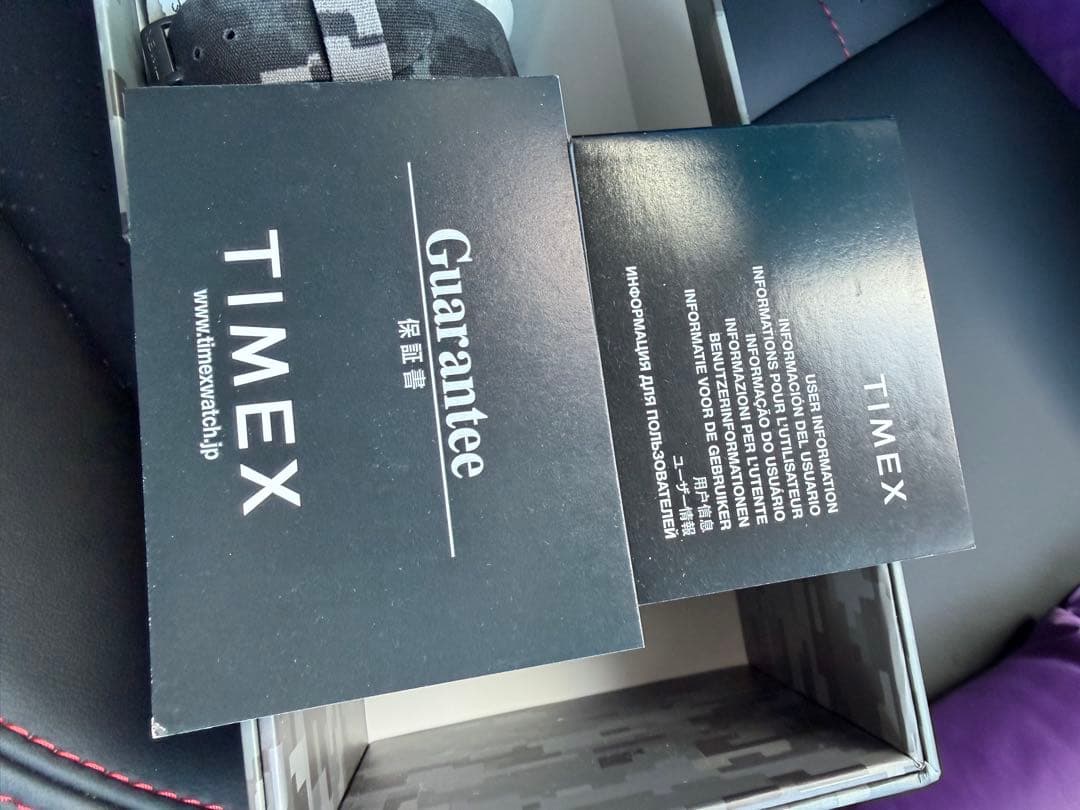 Guarantee
保証書
TIMEX
www.timexwatch.jp
TIMEX
USER INFORMATION
INFORMACIÓN DEL USUARIO
INFORMATIONS POUR L'UTILISATEUR
INFORMAÇÃO DO USUÁRIO
INFORMAZIONI PER L'UTENTE
BENUTZERINFORMATIONEN
INFORMATIE VOOR DE GEBRUIKER
用户信息
ユーザー情報
ИНФОРМАЦИЯ ДЛЯ ПОЛЬЗОВАТЕЛЕЙ